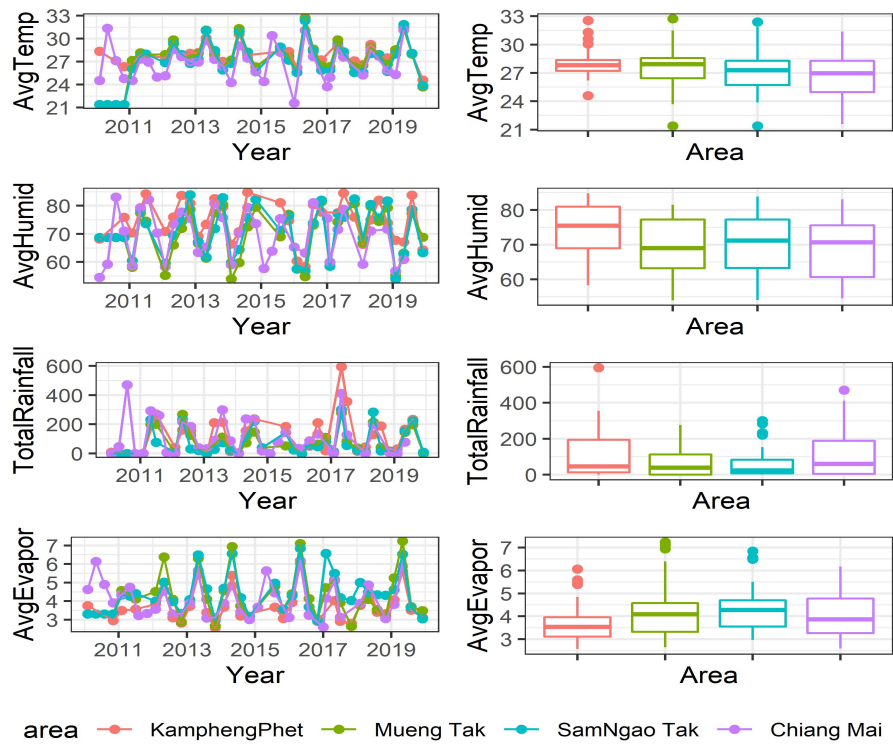 AvgTemp
33
30
27
24
21
2011 2013 2015 2017 2019
Year
AvgTemp
33
30
27
24
21
Area
AvgHumid
80
70
60
2011 2013 2015 2017 2019
Year
AvgHumid
80
70
60
Area
TotalRainfall
600
400
200
0
2011 2013 2015 2017 2019
Year
TotalRainfall
600
400
200
0
Area
AvgEvapor
7
6
5
4
3
2011 2013 2015 2017 2019
Year
AvgEvapor
7
6
5
4
3
Area
area KamphengPhet Mueng Tak SamNgao Tak Chiang Mai